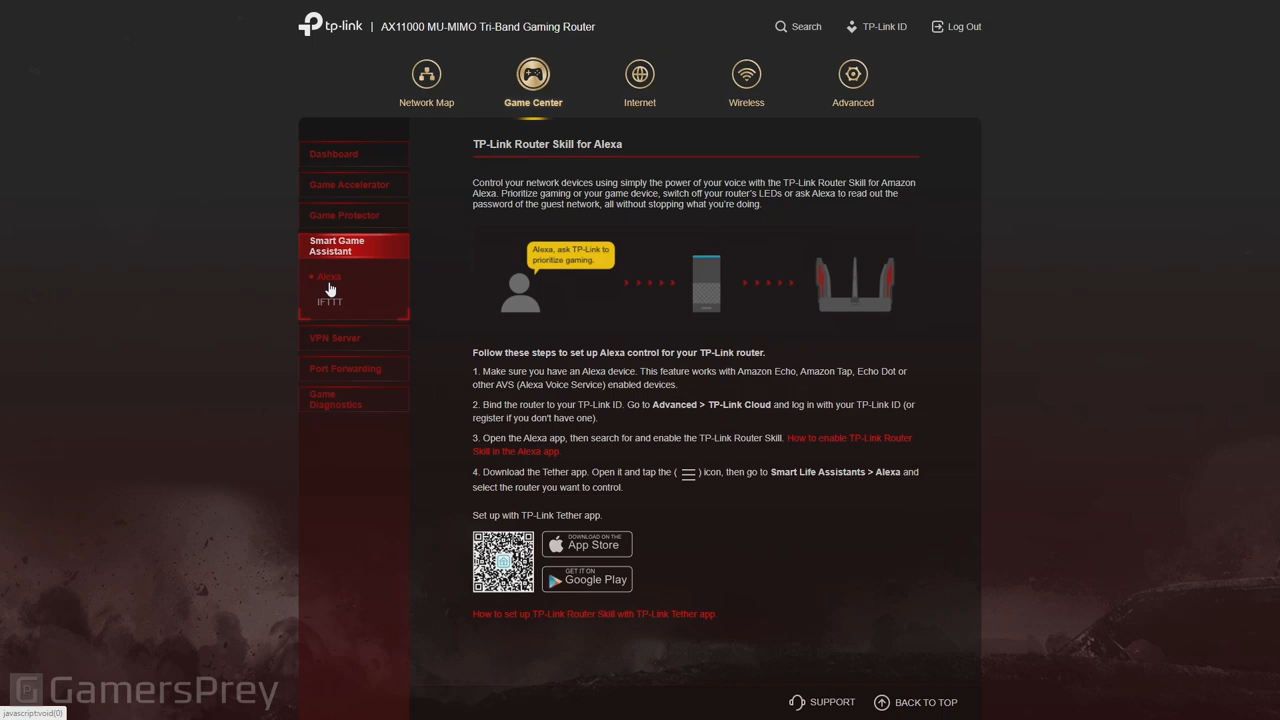 tp-link | AX11000 MU-MIMO Tri-Band Gaming Router
Search
TP-Link ID
Log Out
Network Map
Game Center
Internet
Wireless
Advanced
Dashboard
Game Accelerator
Game Protector
Smart Game
Assistant
Alexa
IFTTT
VPN Server
Port Forwarding
Game
Diagnostics
TP-Link Router Skill for Alexa
Control your network devices using simply the power of your voice with the TP-Link Router Skill for Amazon
Alexa. Prioritize gaming or your game device, switch off your router's LEDs or ask Alexa to read out the
password of the guest network, all without stopping what you're doing.
Alexa, ask TP-Link to
prioritize gaming.
Follow these steps to set up Alexa control for your TP-Link router.
1. Make sure you have an Alexa device. This feature works with Amazon Echo, Amazon Tap, Echo Dot or
other AVS (Alexa Voice Service) enabled devices.
2. Bind the router to your TP-Link ID. Go to Advanced > TP-Link Cloud and log in with your TP-Link ID (or
register if you don't have one).
3. Open the Alexa app, then search for and enable the TP-Link Router Skill. How to enable TP-Link Router
Skill in the Alexa app.
4. Download the Tether app. Open it and tap the ( ) icon, then go to Smart Life Assistants > Alexa and
select the router you want to control.
Set up with TP-Link Tether app.
DOWNLOAD ON THE
App Store
GET IT ON
Google Play
How to set up TP-Link Router Skill with TP-Link Tether app.
GamersPrey
javascript:void(0)
SUPPORT
BACK TO TOP